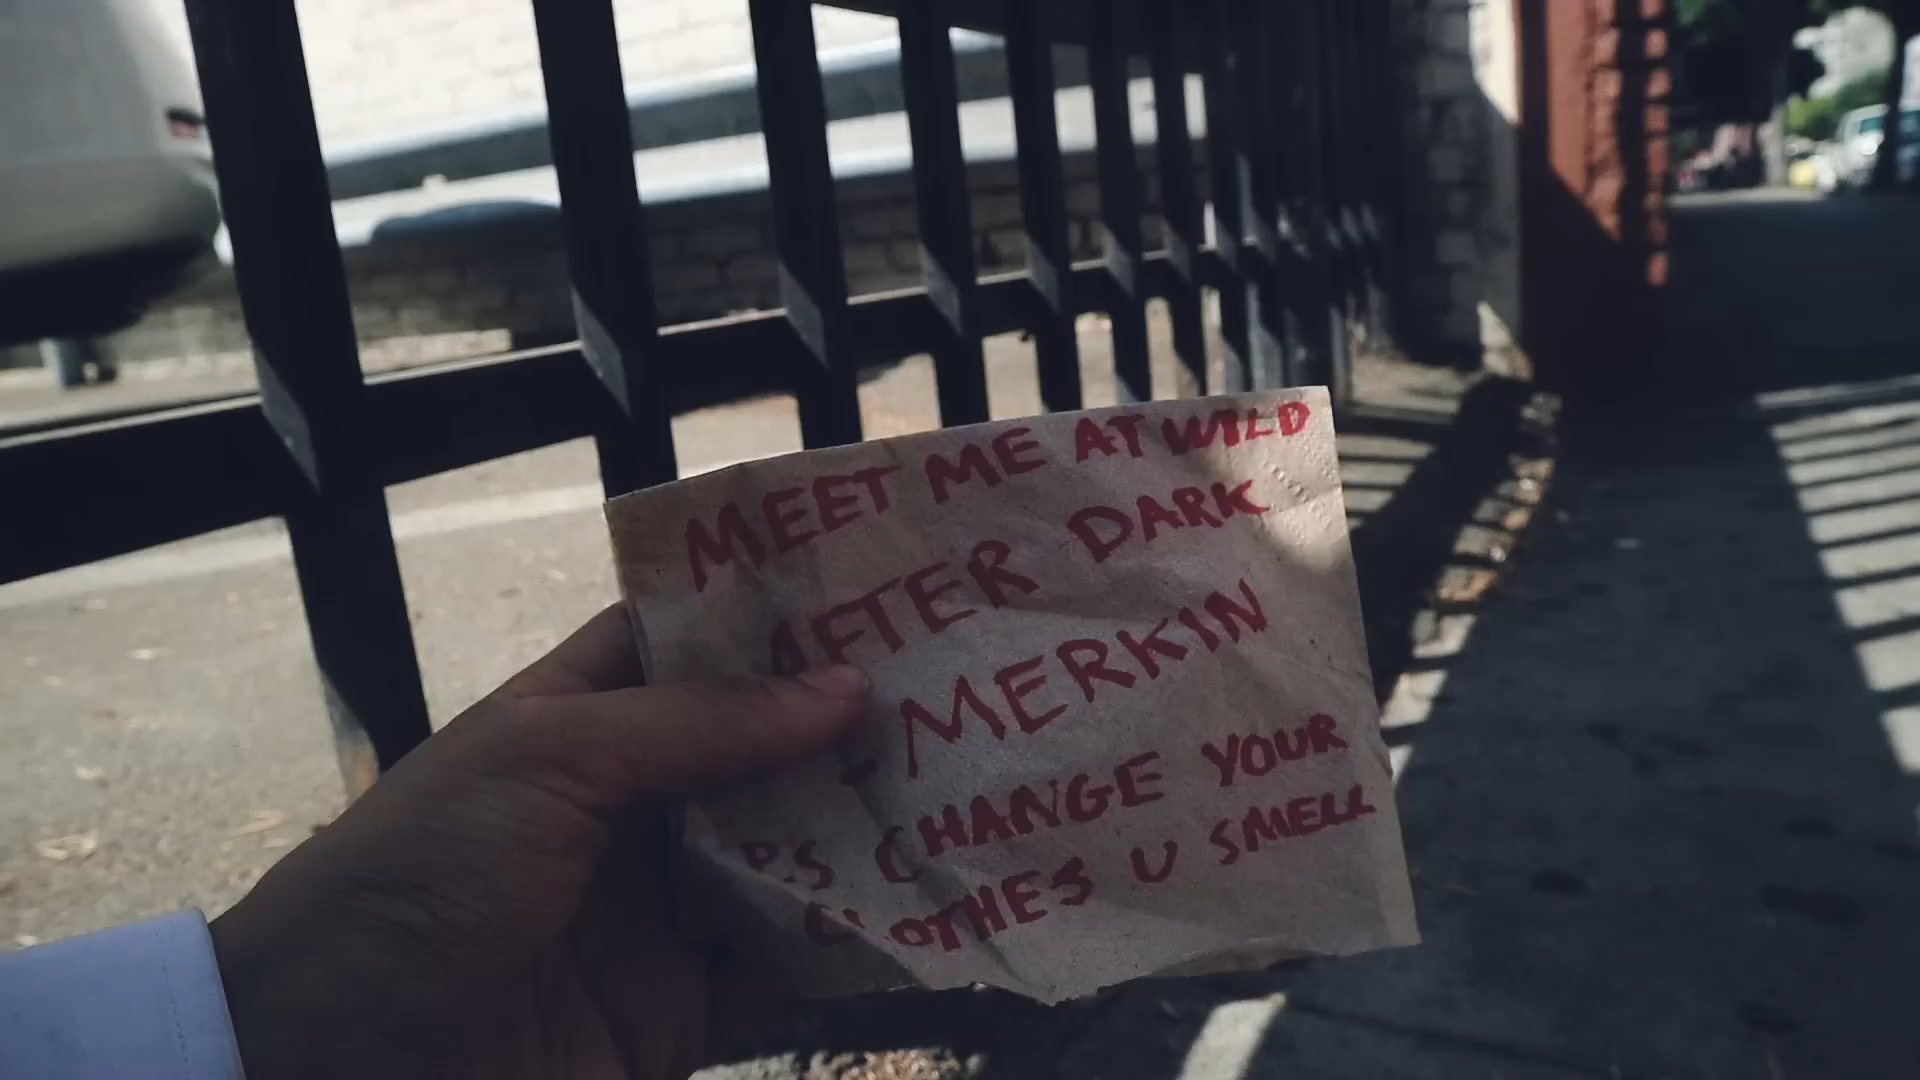 MEET ME AT WILD
AFTER DARK
-MERKIN
P.S CHANGE YOUR
CLOTHES U SMELL